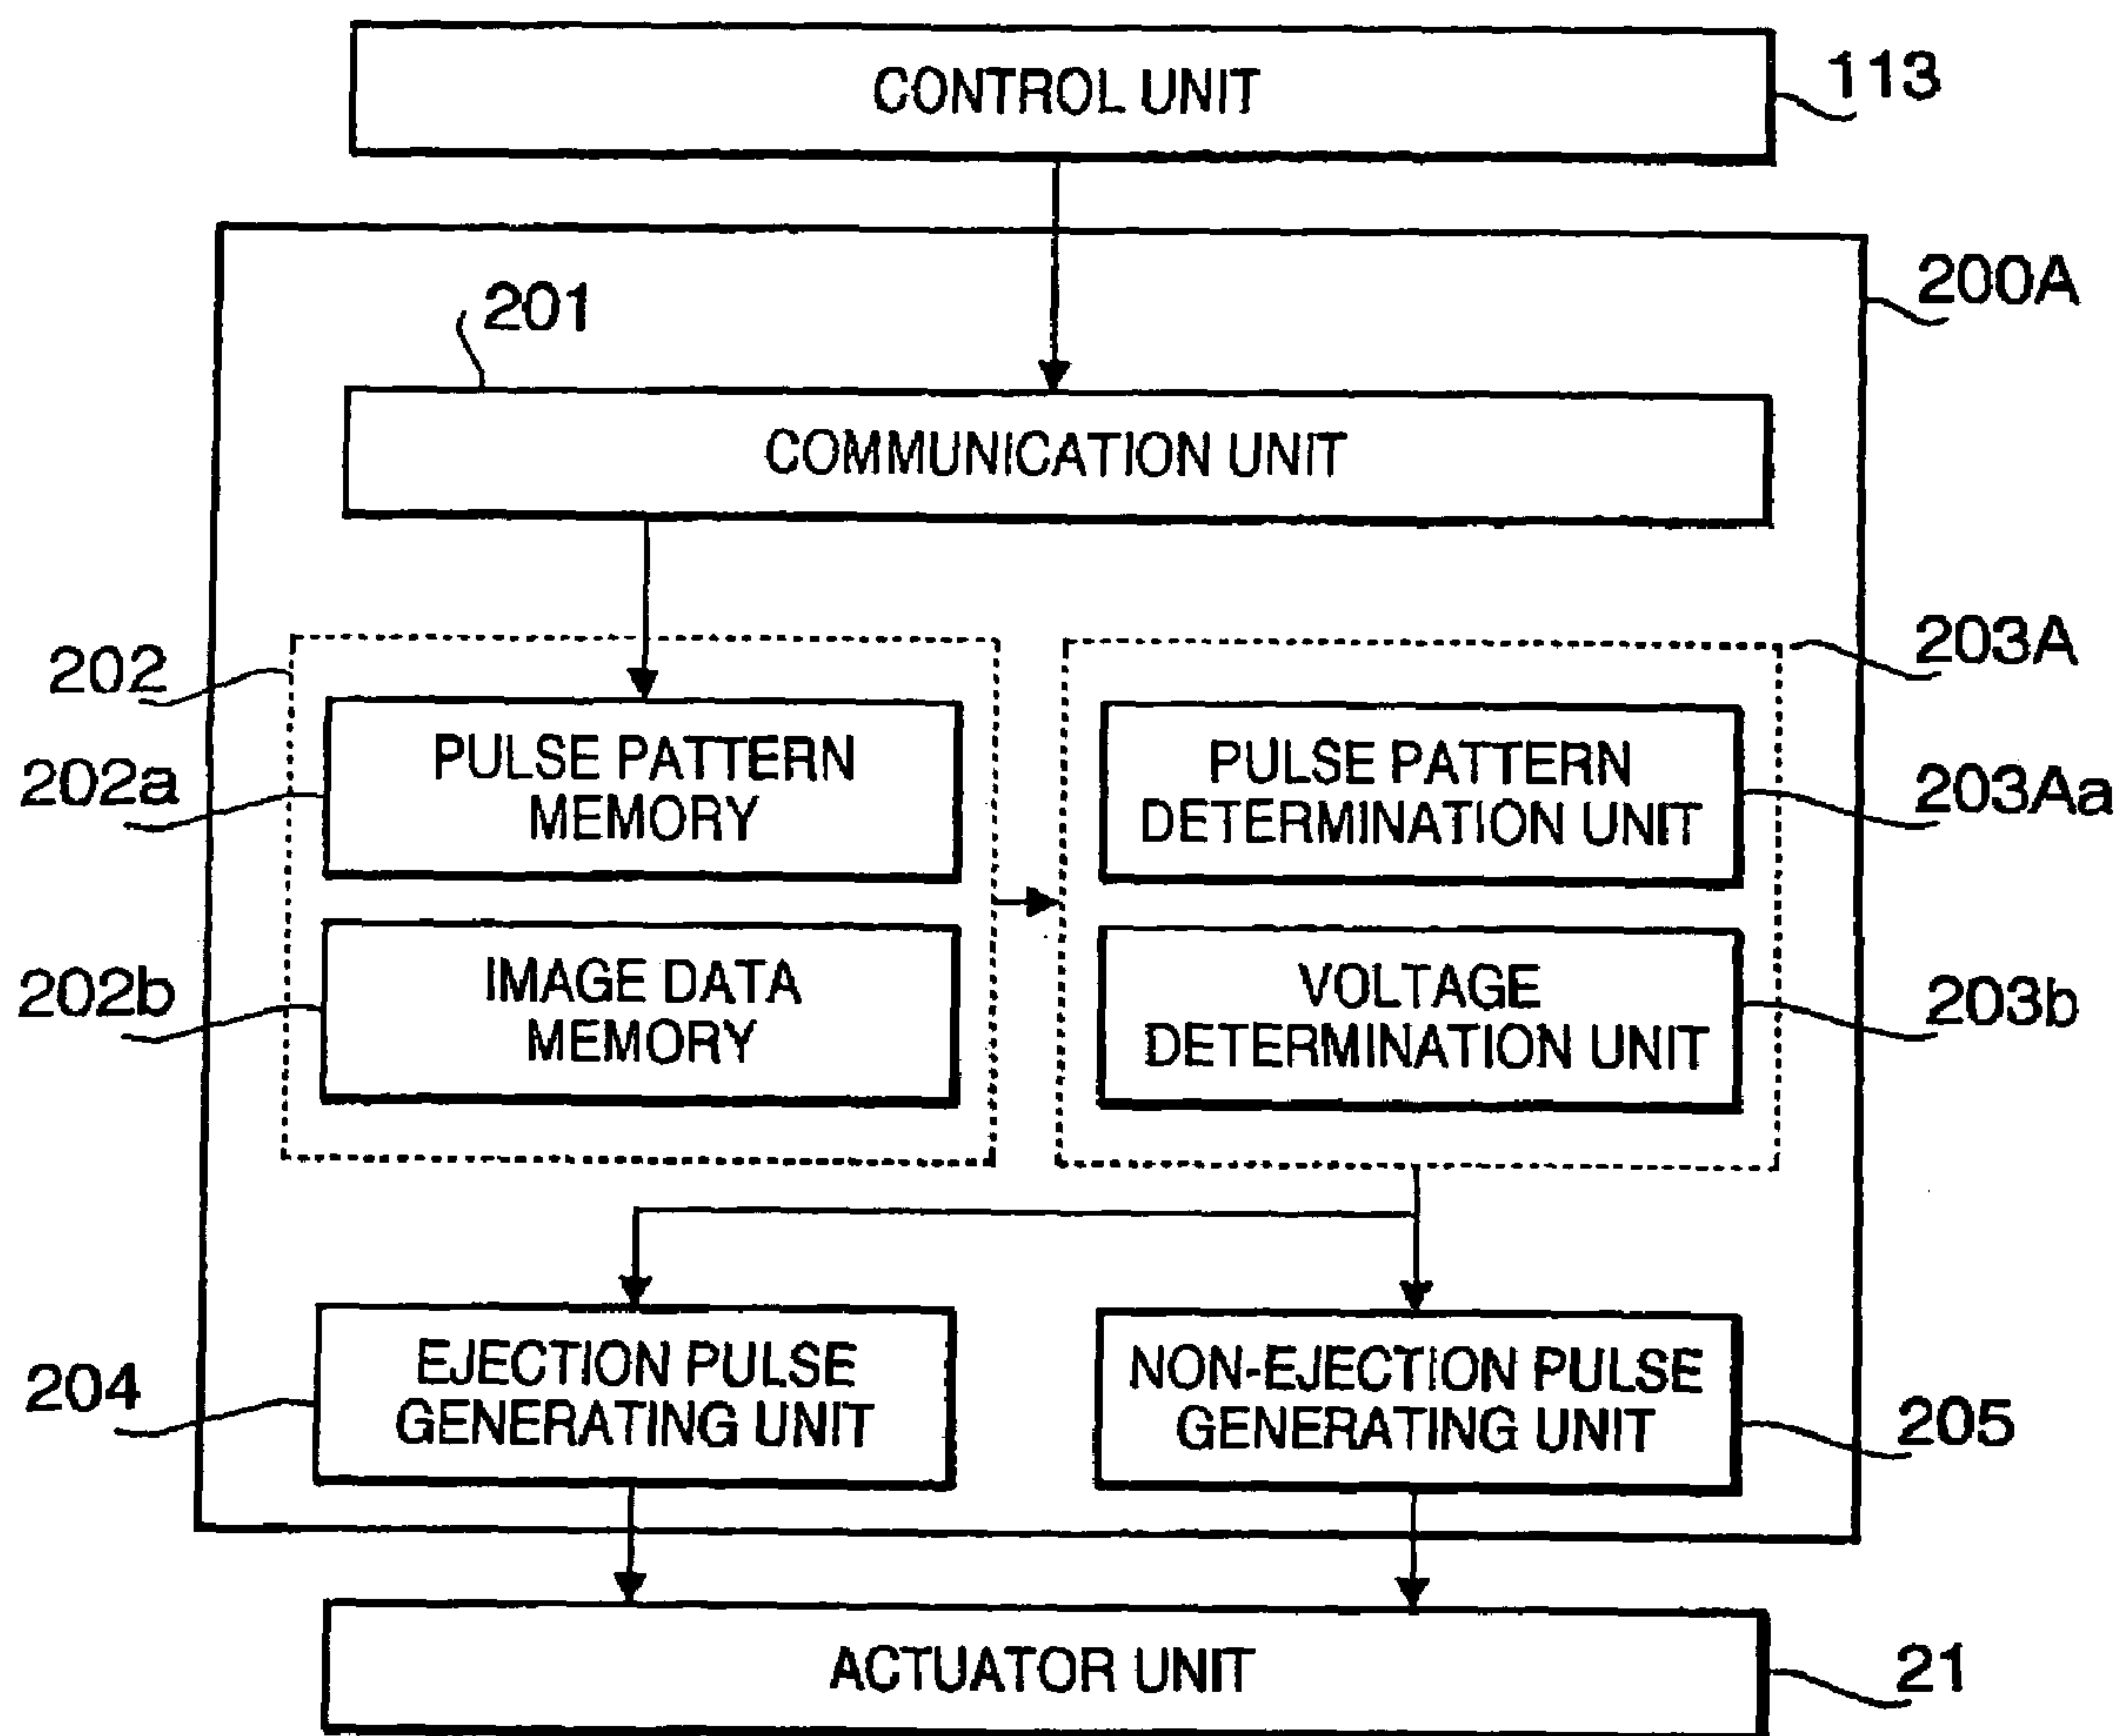 CONTROL UNIT
113
200A
201
COMMUNICATION UNIT
202
203A
202a
PULSE PATTERN
MEMORY
PULSE PATTERN
DETERMINATION UNIT
203Aa
202b
IMAGE DATA
MEMORY
VOLTAGE
DETERMINATION UNIT
203b
204
EJECTION PULSE
GENERATING UNIT
NON-EJECTION PULSE
GENERATING UNIT
205
ACTUATOR UNIT
21